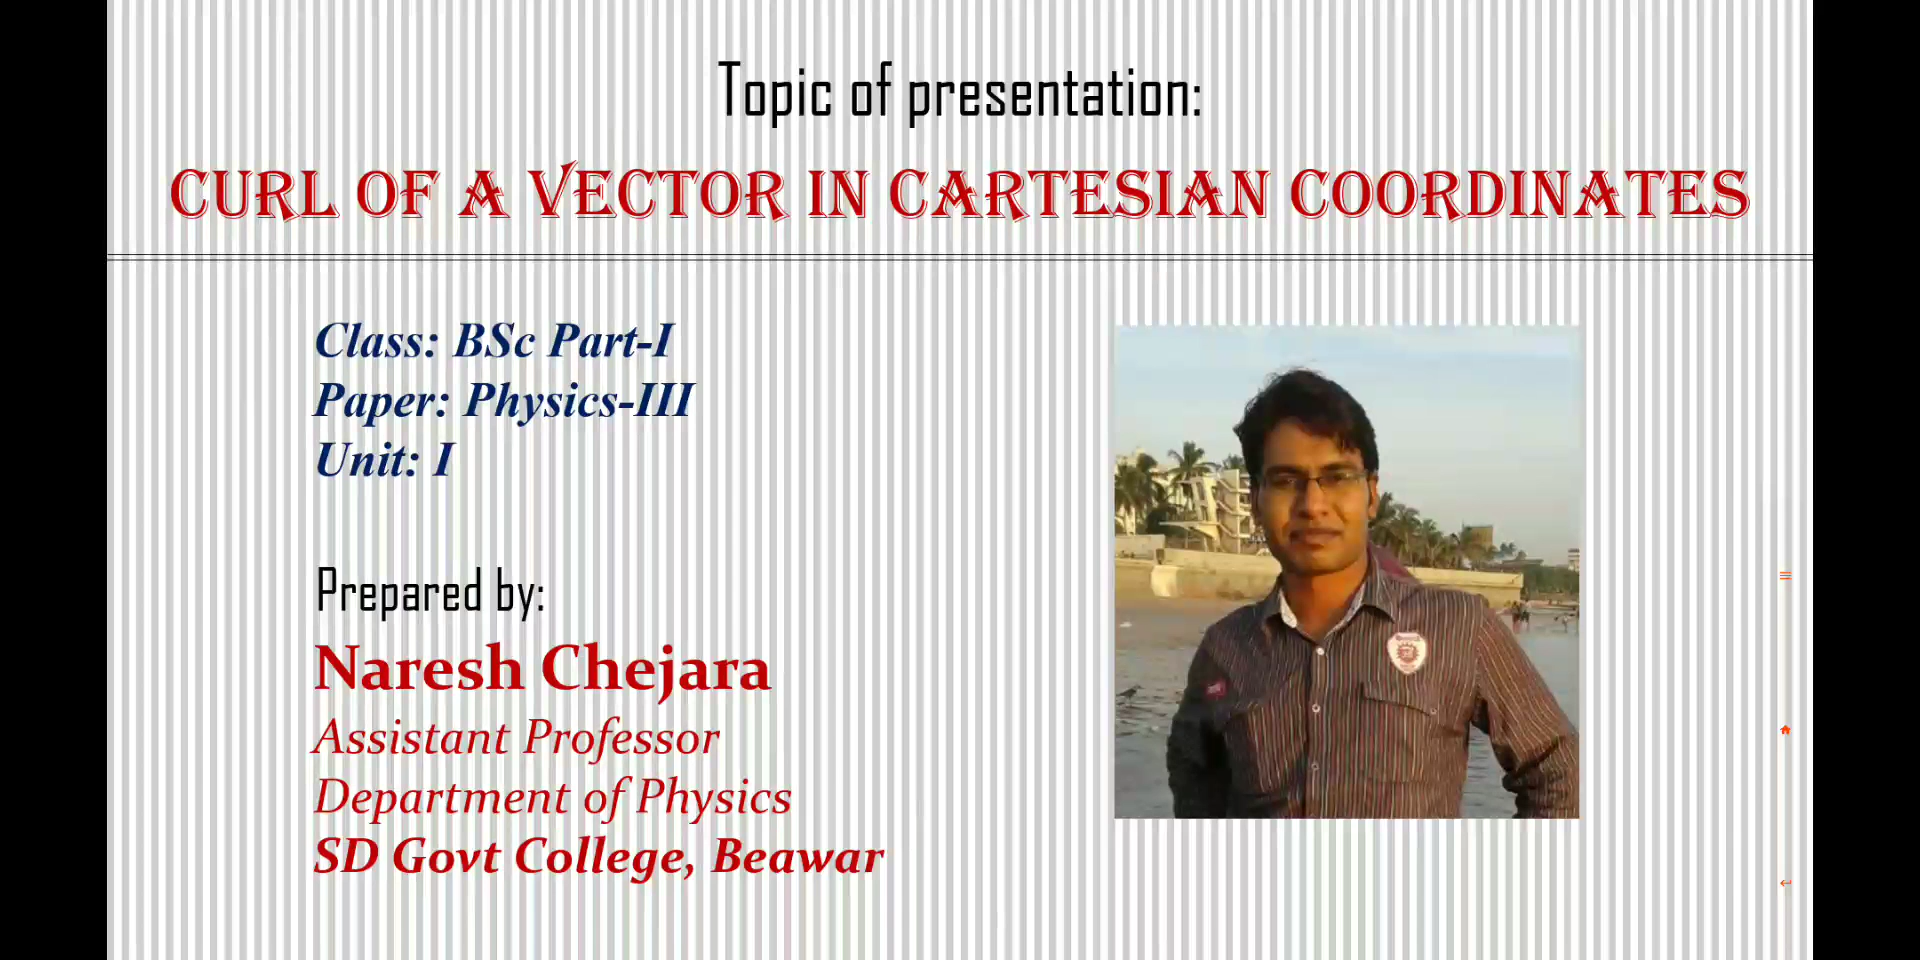 Topic of presentation:
CURL OF A VECTOR IN CARTESIAN COORDINATES
Class: BSc Part-I
Paper: Physics-III
Unit: I
Prepared by:
Naresh Chejara
Assistant Professor
Department of Physics
SD Govt College, Beawar